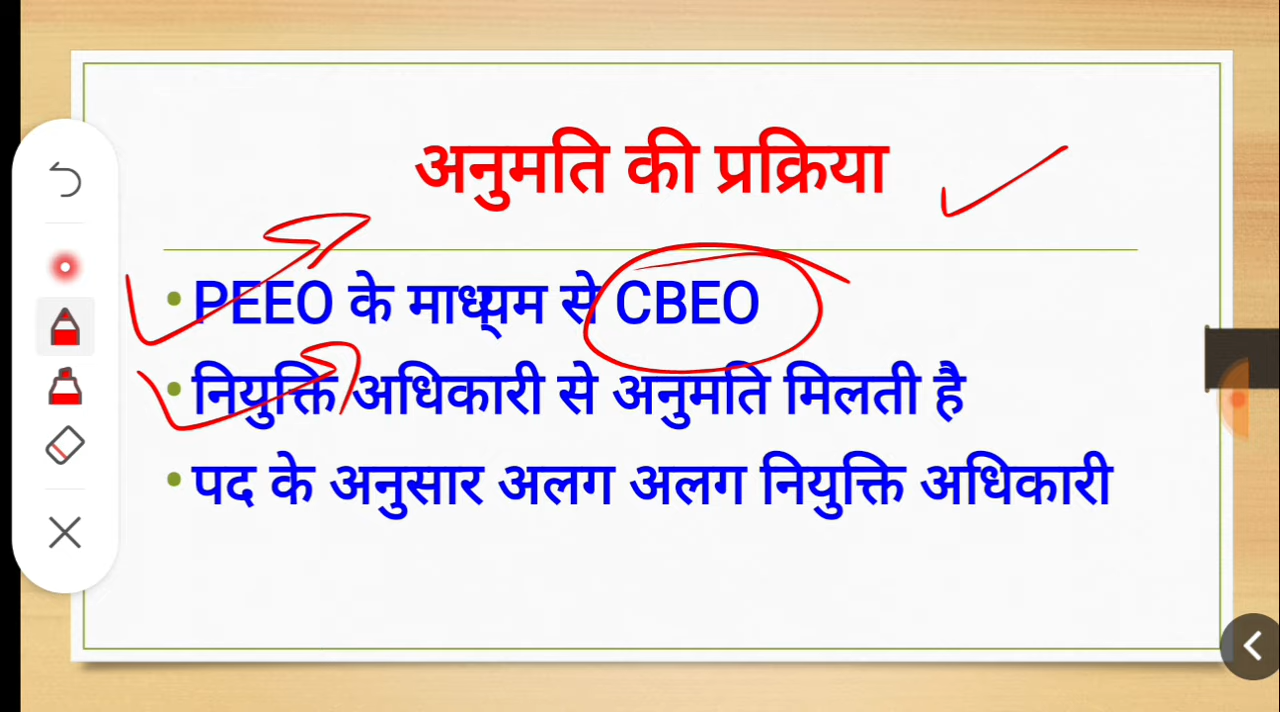 अनुमति की प्रक्रिया
• PEEO के माध्यम से CBEO
• नियुक्ति अधिकारी से अनुमति मिलती है
• पद के अनुसार अलग अलग नियुक्ति अधिकारी